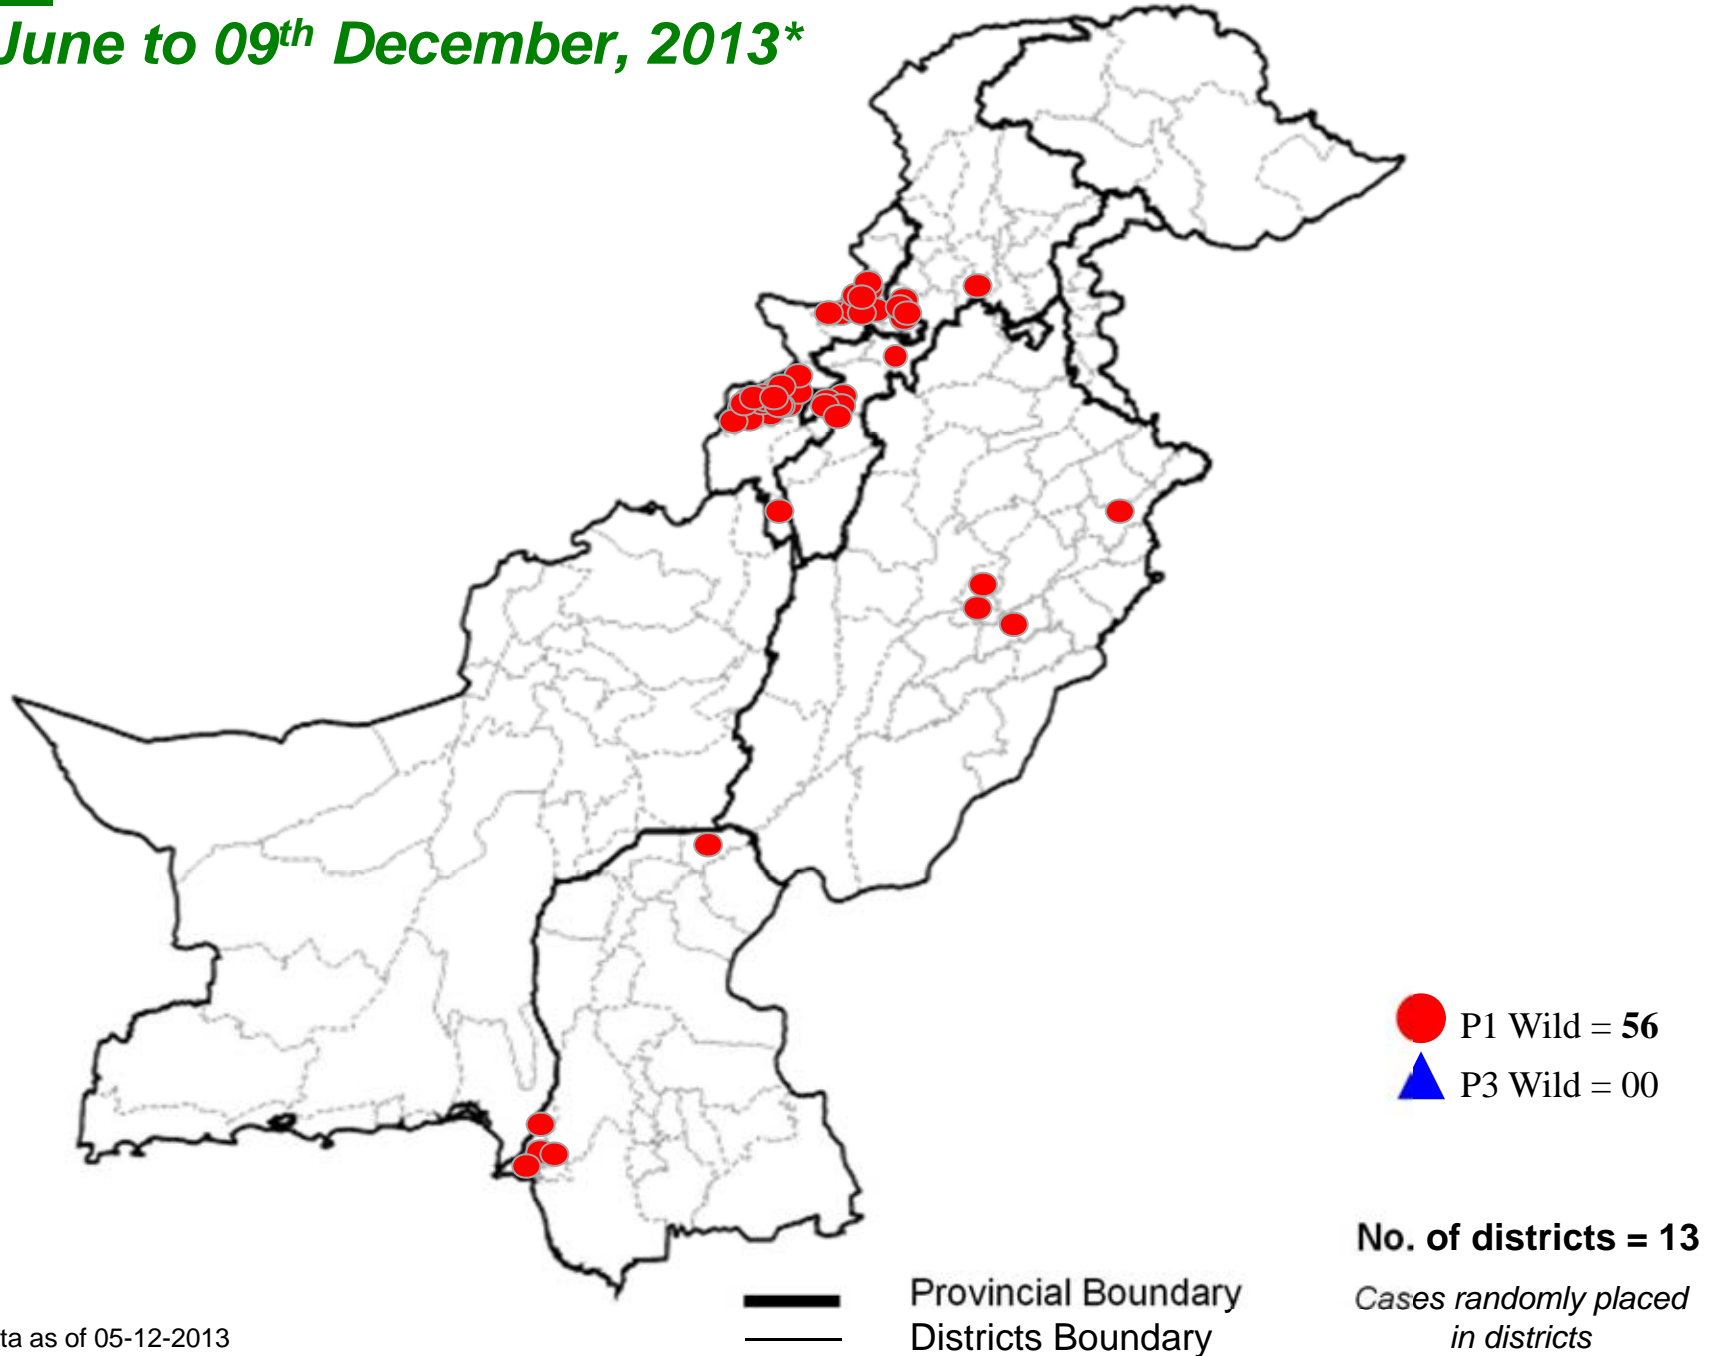 June to 09th December, 2013*
P1 Wild = 56
P3 Wild = 00
No. of districts = 13
Cases randomly placed
in districts
Provincial Boundary
Districts Boundary
ta as of 05-12-2013